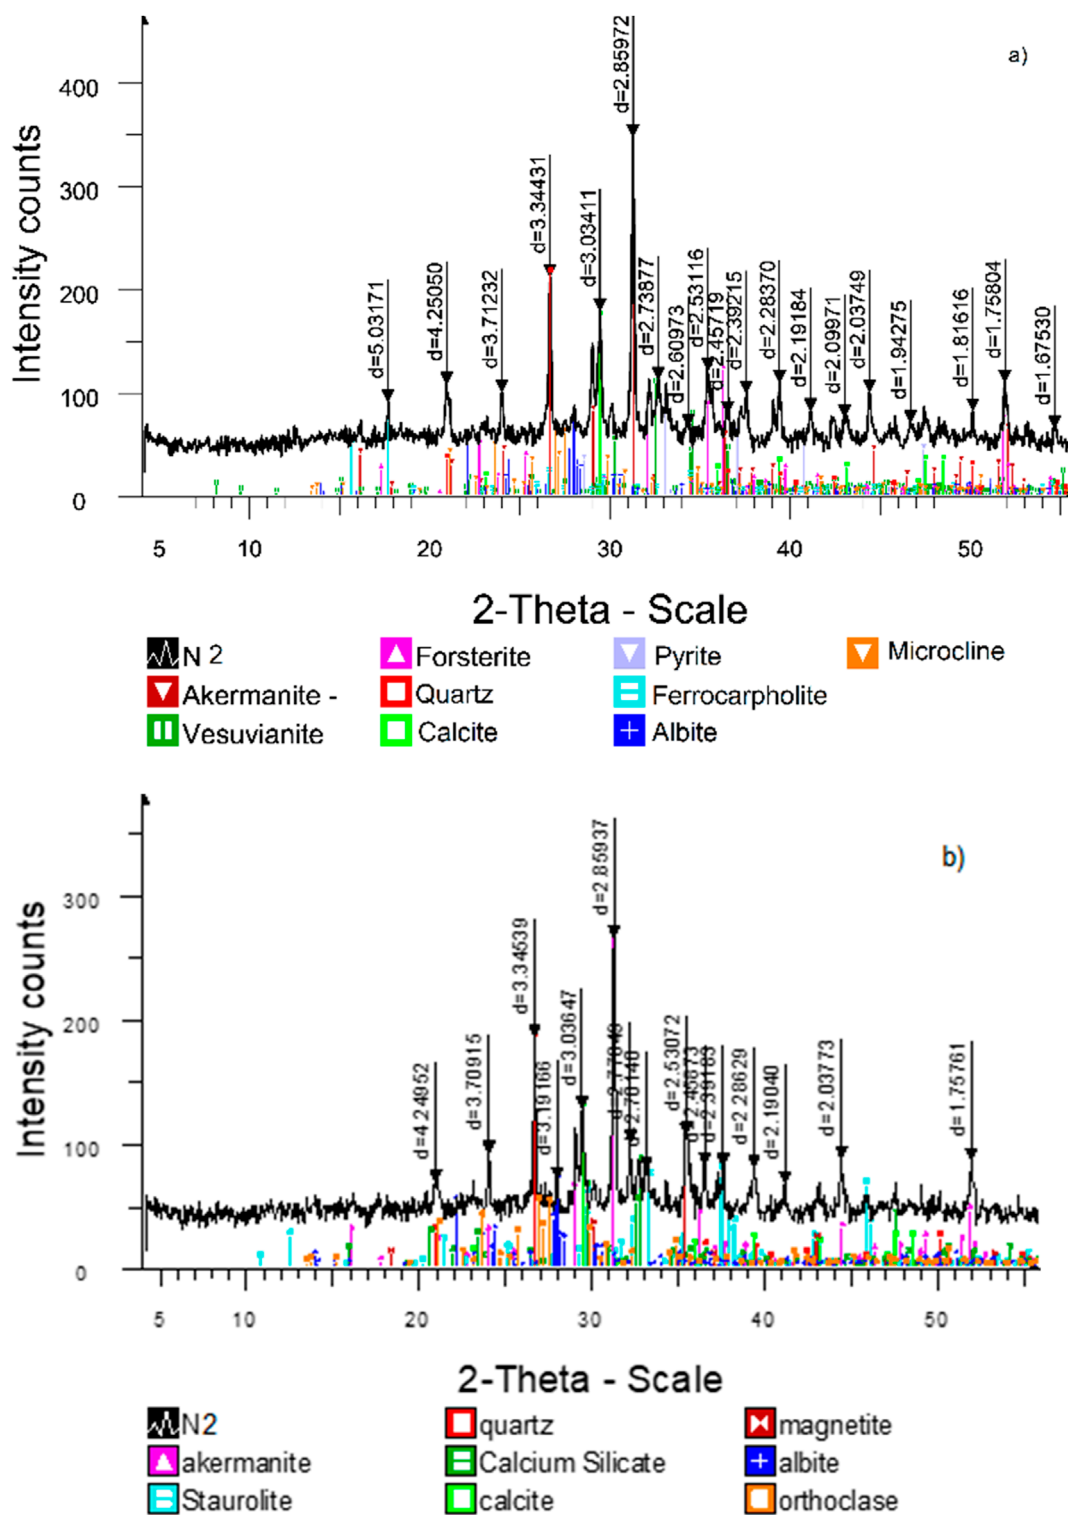 a)
Intensity counts
400
300
200
100
0
d=5.03171
d=4.25050
d=3.71232
d=3.34431
d=3.03411
d=2.85972
d=2.73877
d=2.60973
d=2.53116
d=2.45719
d=2.39215
d=2.28370
d=2.19184
d=2.09971
d=2.03749
d=1.94275
d=1.81616
d=1.75804
d=1.67530
5 10 20 30 40 50
2-Theta - Scale
N 2 Forsterite Pyrite Microcline
Akermanite - Quartz Ferrocarpholite
Vesuvianite Calcite Albite
b)
Intensity counts
300
200
100
0
d=4.24952
d=3.70915
d=3.34539
d=3.19166
d=3.03647
d=2.85937
d=2.70140
d=2.53072
d=2.28629
d=2.19040
d=2.03773
d=1.75761
5 10 20 30 40 50
2-Theta - Scale
N2 quartz magnetite
akermanite Calcium Silicate albite
Staurolite calcite orthoclase